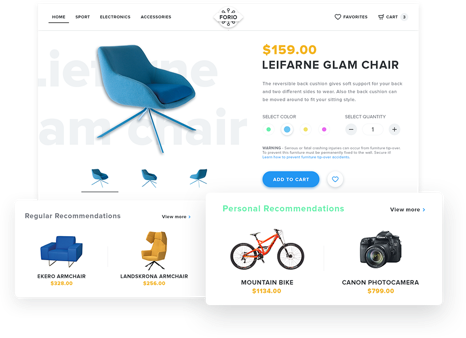 HOME SPORT ELECTRONICS ACCESSORIES
FORIO
FAVORITES CART 3
Leifarne
am chair
$159.00
LEIFARNE GLAM CHAIR
The reversible back cushion gives soft support for your back
and two different sides to wear. Also the back cushion can
be moved around to fit your sitting style.
SELECT COLOR SELECT QUANTITY
1
WARNING - Serious or fatal crushing injuries can occur from furniture tip-over.
To prevent this furniture must be permanently fixed to the wall. Secure it!
Learn how to prevent furniture tip-over accidents.
ADD TO CART
Regular Recommendations View more
EKERO ARMCHAIR
$328.00
LANDSKRONA ARMCHAIR
$256.00
Personal Recommendations View more
MOUNTAIN BIKE
$1134.00
CANON PHOTOCAMERA
$799.00